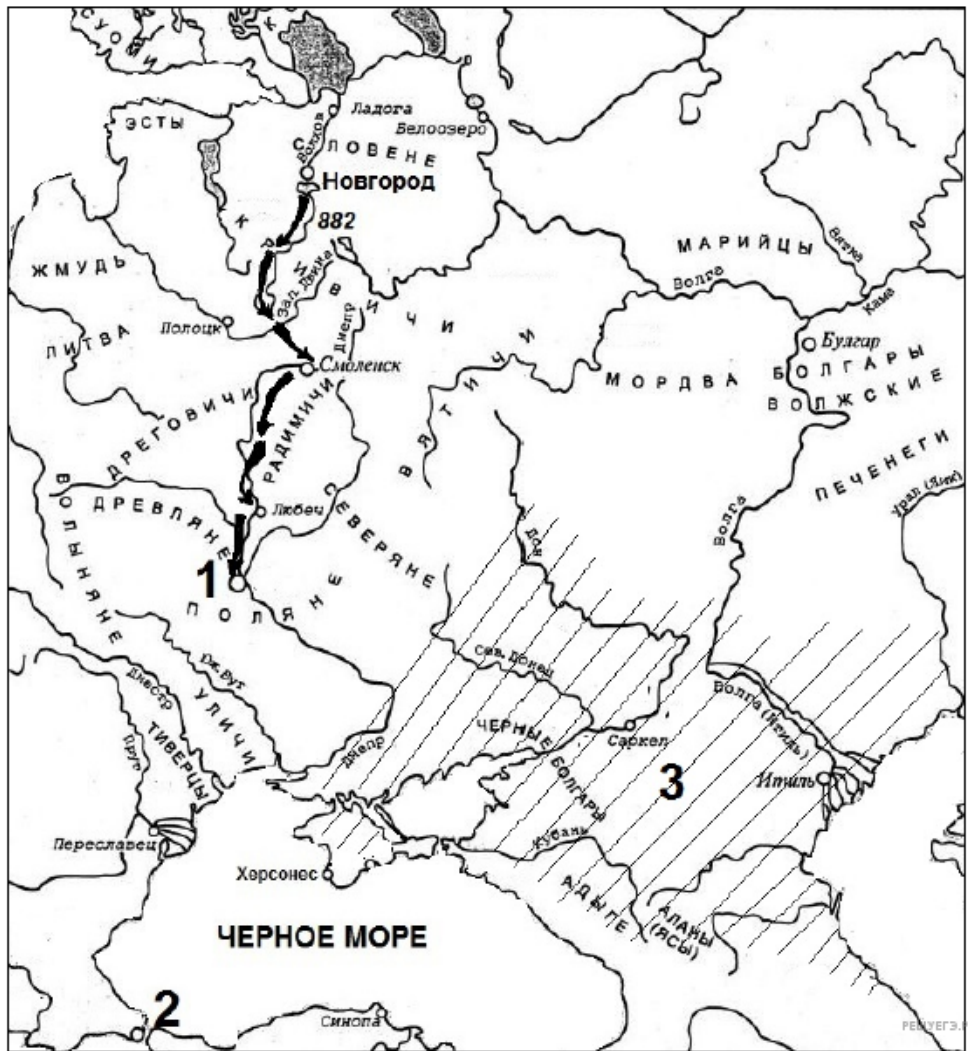 СУОМИ
К
ЭСТЫ
Ладога
Белоозеро
Волхов
СЛОВЕНЕ
Новгород
882
КРИВИЧИ
ЖМУДЬ
Зап. Двина
МАРИЙЦЫ
Вятка
Волга
Кама
Полоцк
Днепр
ЛИТВА
Смоленск
Булгар
МОРДВА
БОЛГАРЫ
ВОЛЖСКИЕ
ВЯТИЧИ
ДРЕГОВИЧИ
РАДИМИЧИ
ПЕЧЕНЕГИ
Урал (Яик)
ВОЛЫНЯНЕ
ДРЕВЛЯНЕ
Любеч
СЕВЕРЯНЕ
Дон
Волга
1
ПОЛЯНЕ
Сев. Донец
Днестр
УЛИЧИ
Волга (Итиль)
Прут
ТИВЕРЦЫ
Днепр
ЧЕРНЫЕ
БОЛГАРЫ
Саркел
3
Итиль
Переславец
Кубань
Херсонес
АДЫГЕ
АЛАНЫ
(ЯСЫ)
ЧЕРНОЕ МОРЕ
2
Синопа